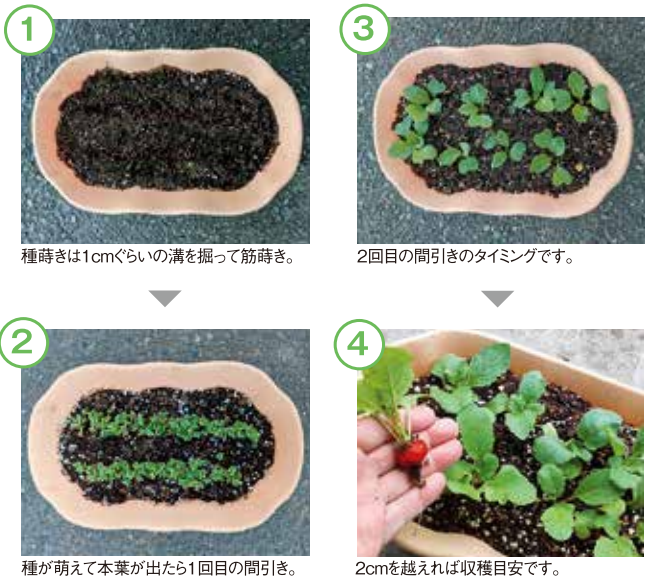 1
種蒔きは1cmぐらいの溝を掘って筋蒔き。
2
種が萌えて本葉が出たら1回目の間引き。
3
2回目の間引きのタイミングです。
4
2cmを越えれば収穫目安です。